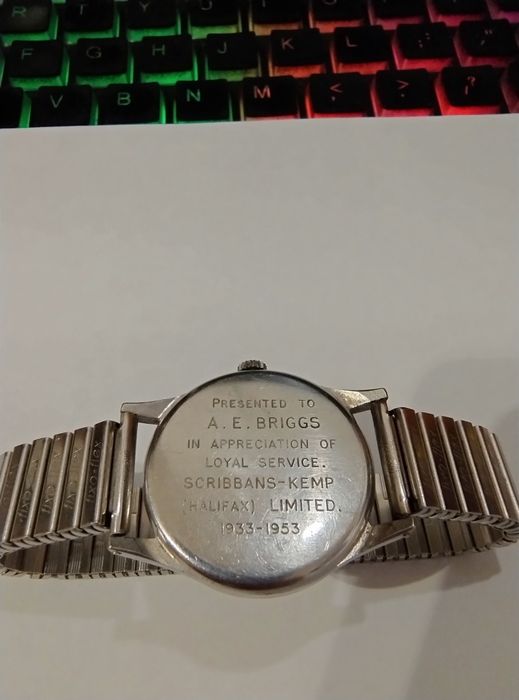 R T Y U I O P
F G H J K L : ; " '
V B N M < , > . ? /
PRESENTED TO
A. E. BRIGGS
IN APPRECIATION OF
LOYAL SERVICE.
SCRIBBANS-KEMP
(HALIFAX) LIMITED.
1933-1953